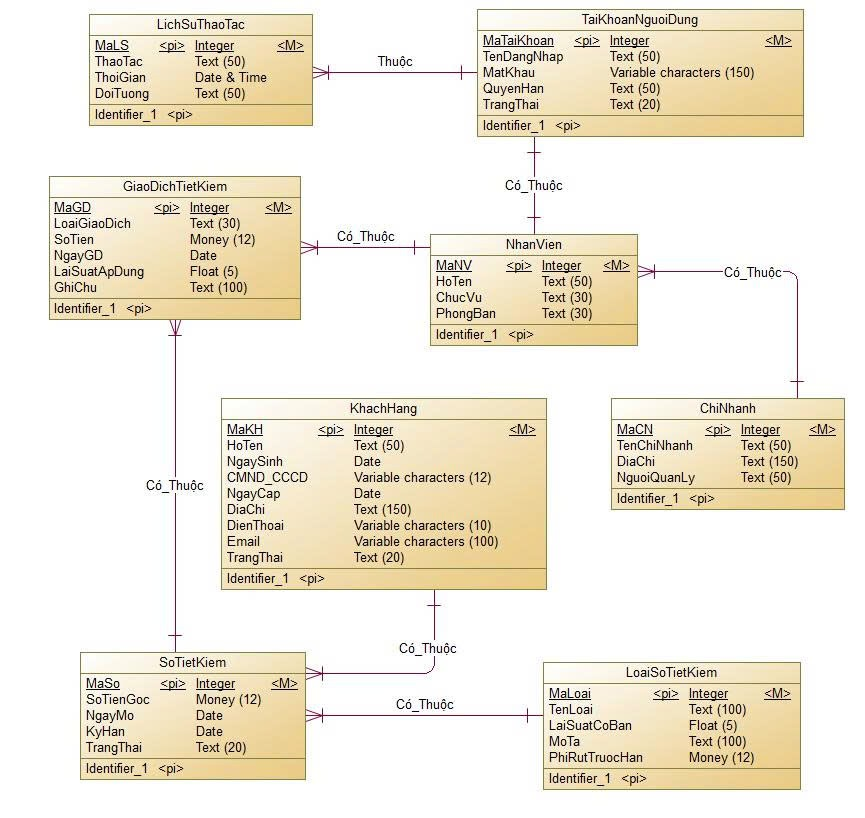 LichSuThaoTac
MaLS <pi> Integer <M>
ThaoTac Text (50)
ThoiGian Date & Time
DoiTuong Text (50)
Identifier_1 <pi>
Thuộc
TaiKhoanNguoiDung
MaTaiKhoan <pi> Integer <M>
TenDangNhap Text (50)
MatKhau Variable characters (150)
QuyenHan Text (50)
TrangThai Text (20)
Identifier_1 <pi>
Có_Thuộc
GiaoDichTietKiem
MaGD <pi> Integer <M>
LoaiGiaoDich Text (30)
SoTien Money (12)
NgayGD Date
LaiSuatApDung Float (5)
GhiChu Text (100)
Identifier_1 <pi>
Có_Thuộc
NhanVien
MaNV <pi> Integer <M>
HoTen Text (50)
ChucVu Text (30)
PhongBan Text (30)
Identifier_1 <pi>
Có_Thuộc
KhachHang
MaKH <pi> Integer <M>
HoTen Text (50)
NgaySinh Date
CMND_CCCD Variable characters (12)
NgayCap Date
DiaChi Text (150)
DienThoai Variable characters (10)
Email Variable characters (100)
TrangThai Text (20)
Identifier_1 <pi>
ChiNhanh
MaCN <pi> Integer <M>
TenChiNhanh Text (50)
DiaChi Text (150)
NguoiQuanLy Text (50)
Identifier_1 <pi>
Có_Thuộc
Có_Thuộc
SoTietKiem
MaSo <pi> Integer <M>
SoTienGoc Money (12)
NgayMo Date
KyHan Date
TrangThai Text (20)
Identifier_1 <pi>
Có_Thuộc
LoaiSoTietKiem
MaLoai <pi> Integer <M>
TenLoai Text (100)
LaiSuatCoBan Float (5)
MoTa Text (100)
PhiRutTruocHan Money (12)
Identifier_1 <pi>